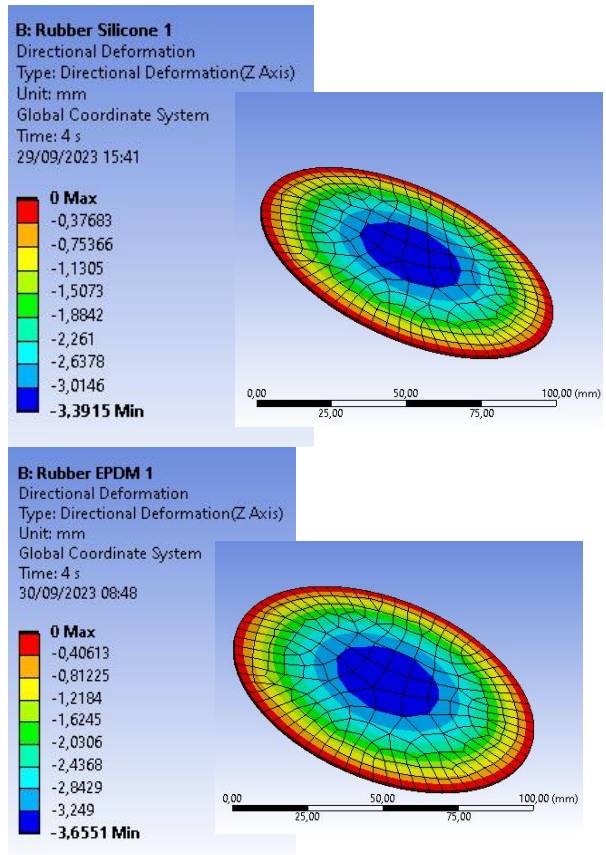 B: Rubber Silicone 1
Directional Deformation
Type: Directional Deformation(Z Axis)
Unit: mm
Global Coordinate System
Time: 4 s
29/09/2023 15:41
0 Max
-0,37683
-0,75366
-1,1305
-1,5073
-1,8842
-2,261
-2,6378
-3,0146
-3,3915 Min
0,00 50,00 100,00 (mm)
25,00 75,00
B: Rubber EPDM 1
Directional Deformation
Type: Directional Deformation(Z Axis)
Unit: mm
Global Coordinate System
Time: 4 s
30/09/2023 08:48
0 Max
-0,40613
-0,81225
-1,2184
-1,6245
-2,0306
-2,4368
-2,8429
-3,249
-3,6551 Min
0,00 50,00 100,00 (mm)
25,00 75,00